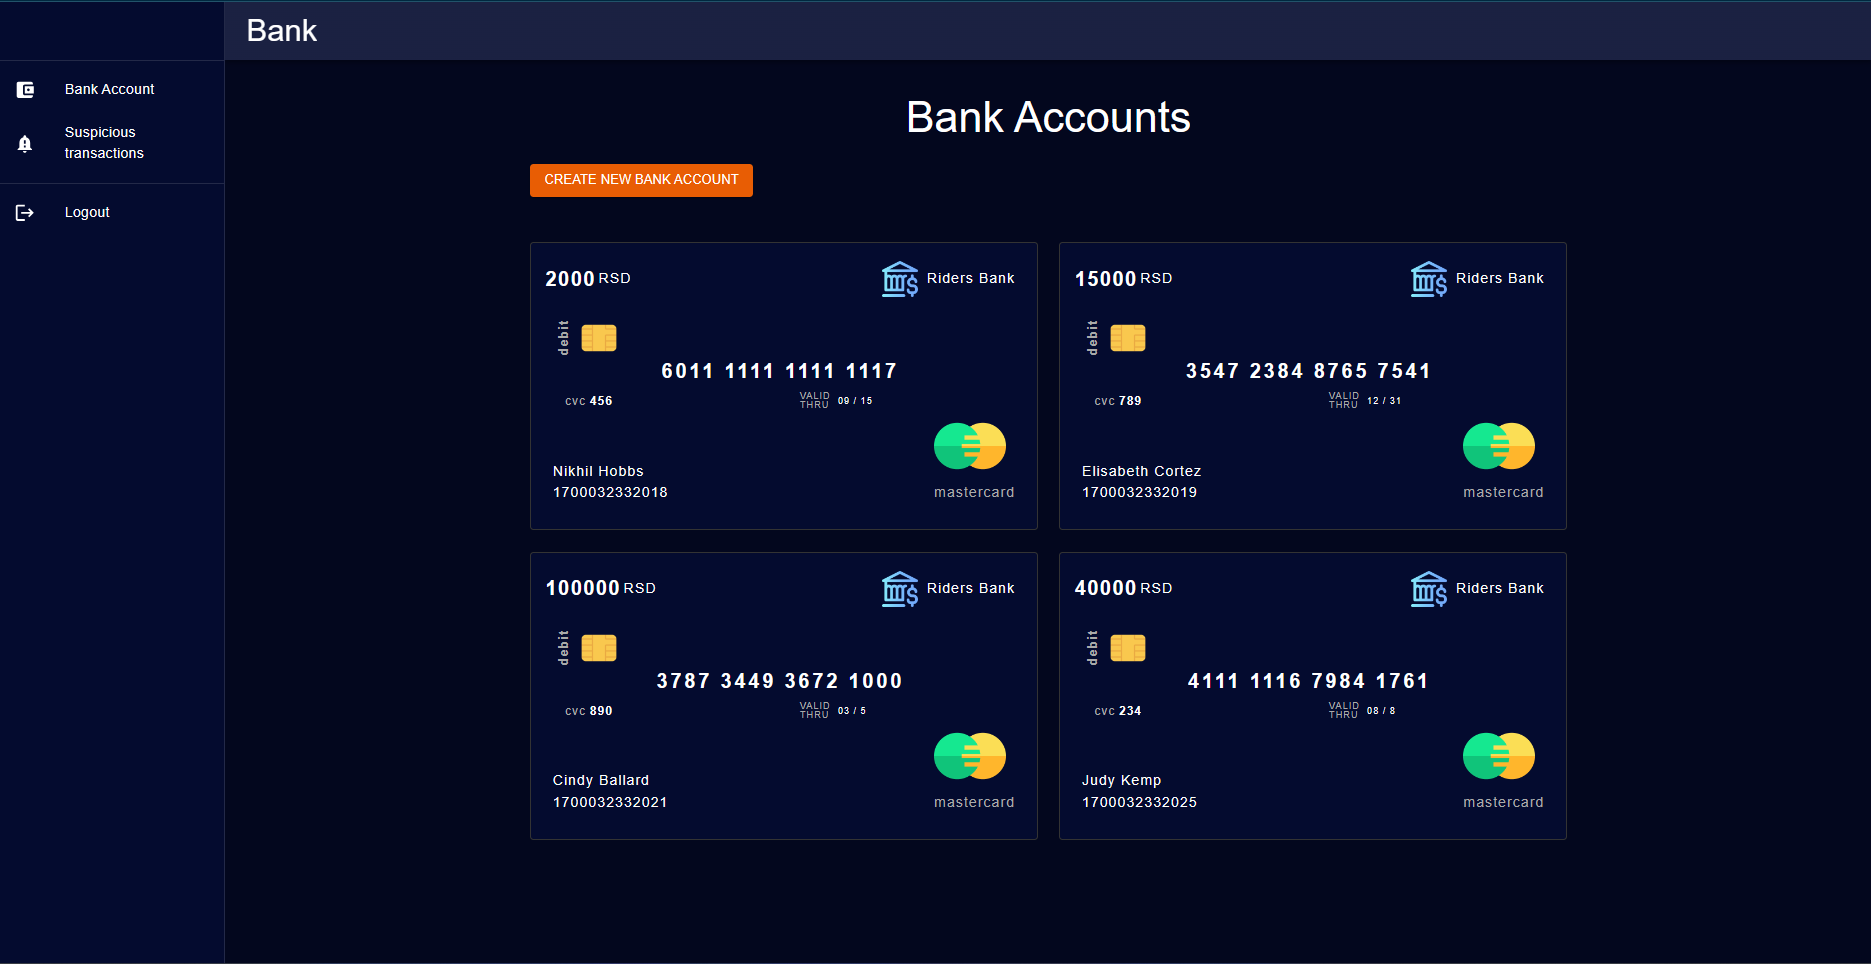 Bank
Bank Account
Suspicious
transactions
Logout
Bank Accounts
CREATE NEW BANK ACCOUNT
2000 RSD
Riders Bank
debit
6011 1111 1111 1117
cvc 456
VALID
THRU
09 / 15
Nikhil Hobbs
1700032332018
mastercard
15000 RSD
Riders Bank
debit
3547 2384 8765 7541
cvc 789
VALID
THRU
12 / 31
Elisabeth Cortez
1700032332019
mastercard
100000 RSD
Riders Bank
debit
3787 3449 3672 1000
cvc 890
VALID
THRU
03 / 5
Cindy Ballard
1700032332021
mastercard
40000 RSD
Riders Bank
debit
4111 1116 7984 1761
cvc 234
VALID
THRU
08 / 8
Judy Kemp
1700032332025
mastercard